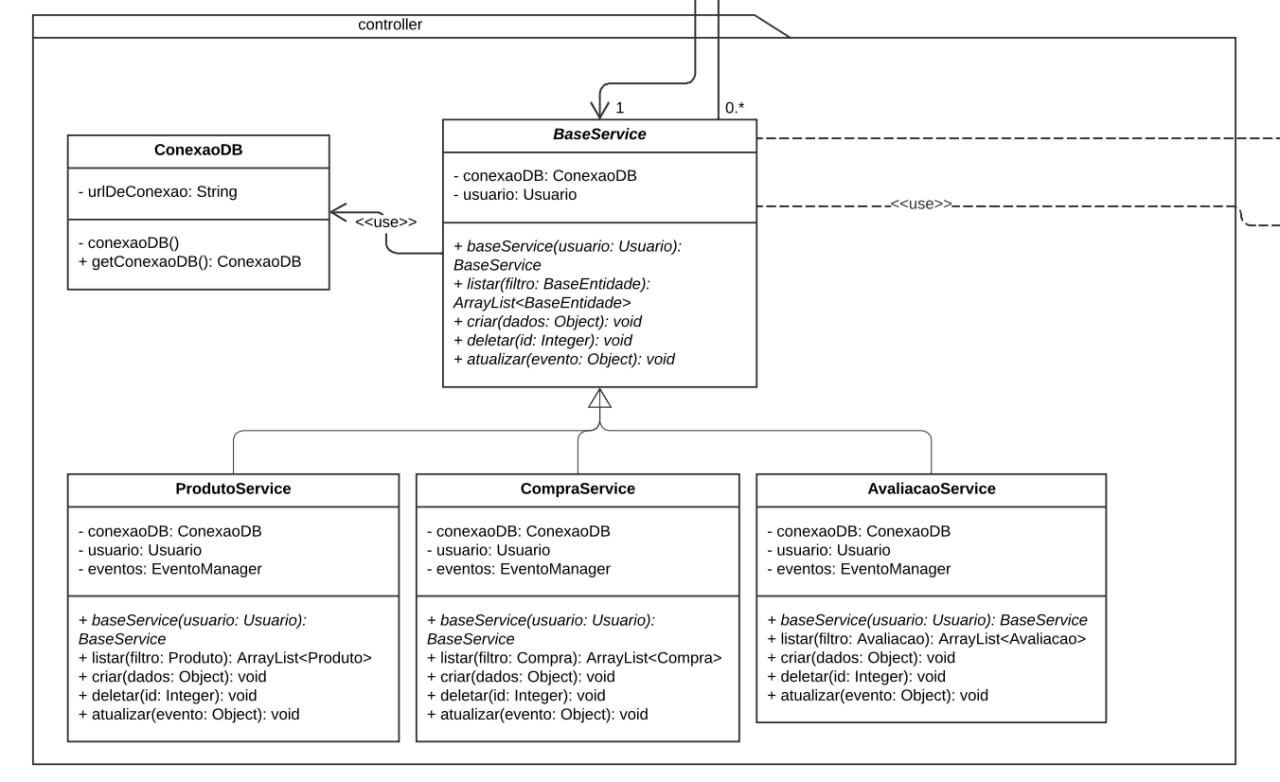 controller
1
0.*
BaseService
- conexaoDB: ConexaoDB
- usuario: Usuario
+ baseService(usuario: Usuario):
BaseService
+ listar(filtro: BaseEntidade):
ArrayList<BaseEntidade>
+ criar(dados: Object): void
+ deletar(id: Integer): void
+ atualizar(evento: Object): void
ConexaoDB
- urlDeConexao: String
- conexaoDB()
+ getConexaoDB(): ConexaoDB
<<use>>
<<use>>
ProdutoService
- conexaoDB: ConexaoDB
- usuario: Usuario
- eventos: EventoManager
+ baseService(usuario: Usuario):
BaseService
+ listar(filtro: Produto): ArrayList<Produto>
+ criar(dados: Object): void
+ deletar(id: Integer): void
+ atualizar(evento: Object): void
CompraService
- conexaoDB: ConexaoDB
- usuario: Usuario
- eventos: EventoManager
+ baseService(usuario: Usuario):
BaseService
+ listar(filtro: Compra): ArrayList<Compra>
+ criar(dados: Object): void
+ deletar(id: Integer): void
+ atualizar(evento: Object): void
AvaliacaoService
- conexaoDB: ConexaoDB
- usuario: Usuario
- eventos: EventoManager
+ baseService(usuario: Usuario): BaseService
+ listar(filtro: Avaliacao): ArrayList<Avaliacao>
+ criar(dados: Object): void
+ deletar(id: Integer): void
+ atualizar(evento: Object): void